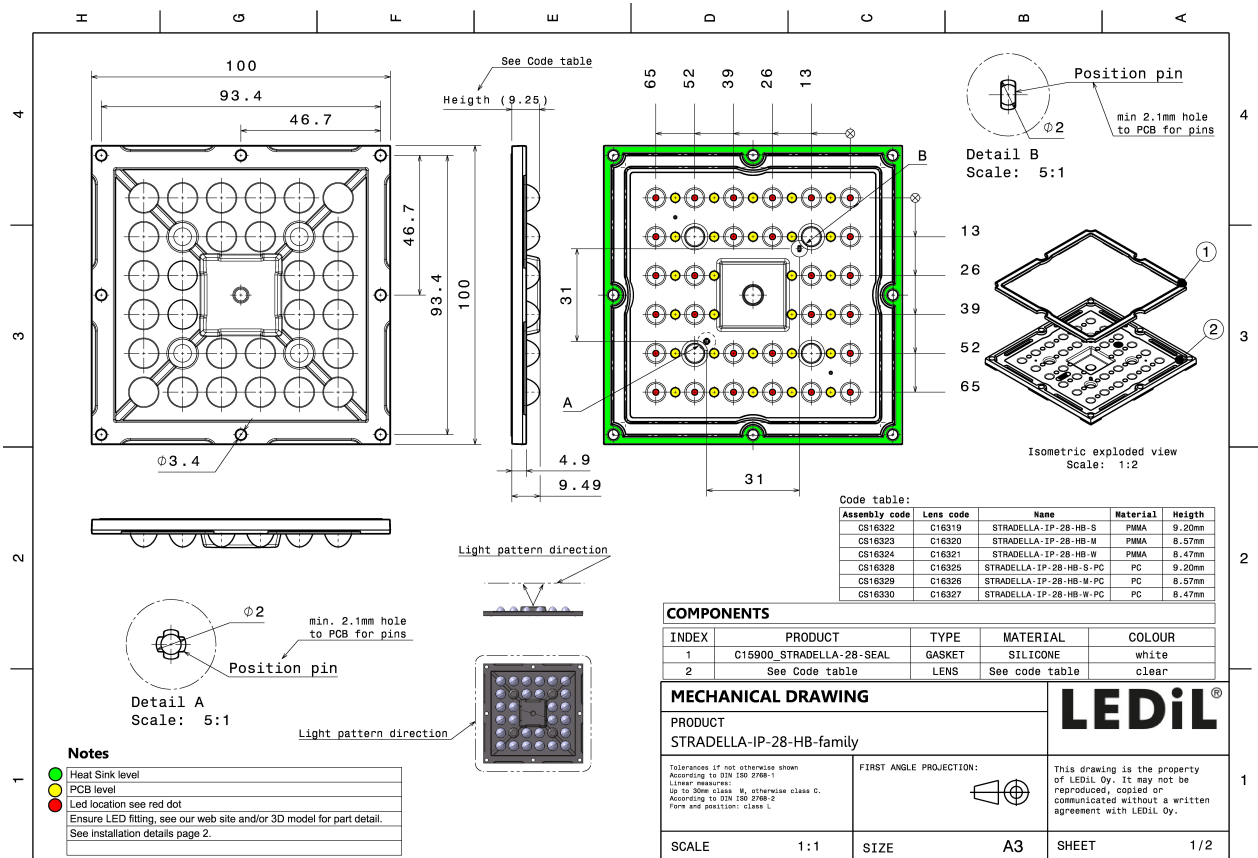 H G F E D C B A
4
3
2
1
100
93.4
46.7
46.7
93.4
100
Ø3.4
See Code table
Heigth (9.25)
4.9
9.49
65 52 39 26 13
B
13
26
39
52
65
31
A
31
Position pin
min 2.1mm hole
to PCB for pins
Ø2
Detail B
Scale: 5:1
4
3
2
1
1
2
Isometric exploded view
Scale: 1:2
Ø2
min. 2.1mm hole
to PCB for pins
Position pin
Detail A
Scale: 5:1
Light pattern direction
Light pattern direction
Code table:
Assembly code Lens code Name Material Heigth
CS16322 C16319 STRADELLA-IP-28-HB-S PMMA 9.20mm
CS16323 C16320 STRADELLA-IP-28-HB-M PMMA 8.57mm
CS16324 C16321 STRADELLA-IP-28-HB-W PMMA 8.47mm
CS16328 C16325 STRADELLA-IP-28-HB-S-PC PC 9.20mm
CS16329 C16326 STRADELLA-IP-28-HB-M-PC PC 8.57mm
CS16330 C16327 STRADELLA-IP-28-HB-W-PC PC 8.47mm
COMPONENTS
INDEX PRODUCT TYPE MATERIAL COLOUR
1 C15900_STRADELLA-28-SEAL GASKET SILICONE white
2 See Code table LENS See code table clear
Notes
Heat Sink level
PCB level
Led location see red dot
Ensure LED fitting, see our web site and/or 3D model for part detail.
See installation details page 2.
MECHANICAL DRAWING
PRODUCT
STRADELLA-IP-28-HB-family
LEDiL®
Tolerances if not otherwise shown
According to DIN ISO 2768-1
Linear measures:
Up to 30mm class M, otherwise class C.
According to DIN ISO 2768-2
Form and position: class L
FIRST ANGLE PROJECTION:
This drawing is the property
of LEDiL Oy. It may not be
reproduced, copied or
communicated without a written
agreement with LEDiL Oy.
SCALE 1:1
SIZE A3
SHEET 1/2